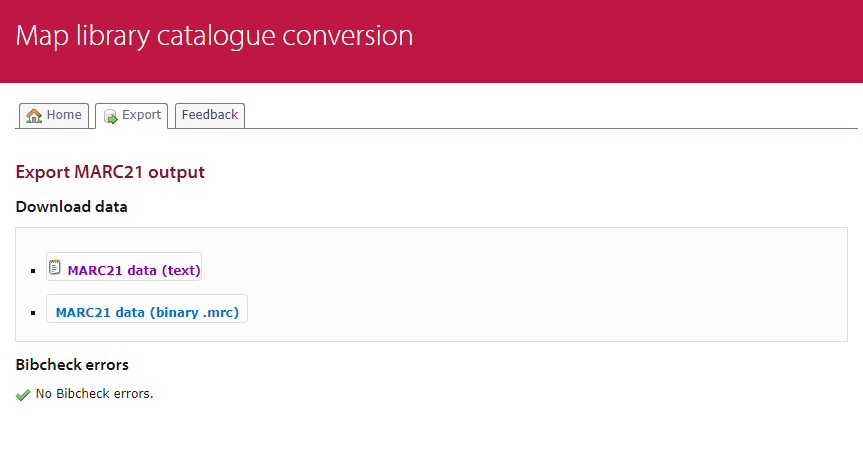 Map library catalogue conversion
Home Export Feedback
Export MARC21 output
Download data
MARC21 data (text)
MARC21 data (binary .mrc)
Bibcheck errors
No Bibcheck errors.